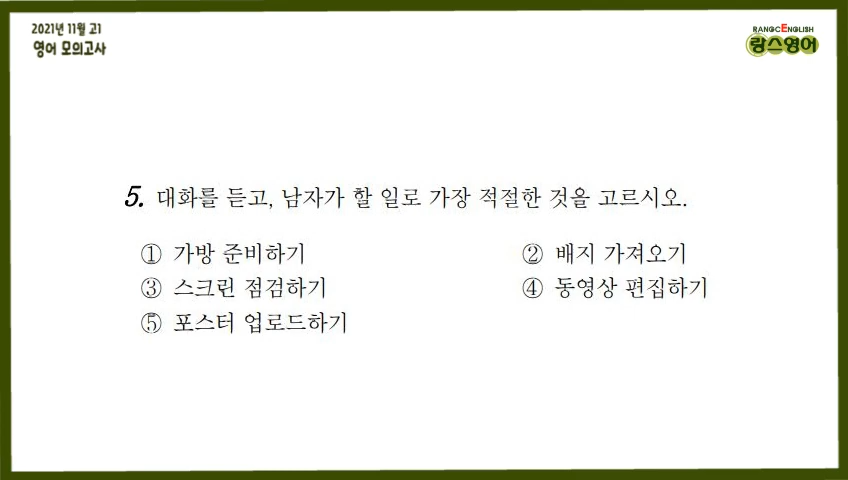 2021년 11월 고1
영어 모의고사
RANGCENGLISH
랑스영어
5. 대화를 듣고, 남자가 할 일로 가장 적절한 것을 고르시오.
① 가방 준비하기 ② 배지 가져오기
③ 스크린 점검하기 ④ 동영상 편집하기
⑤ 포스터 업로드하기